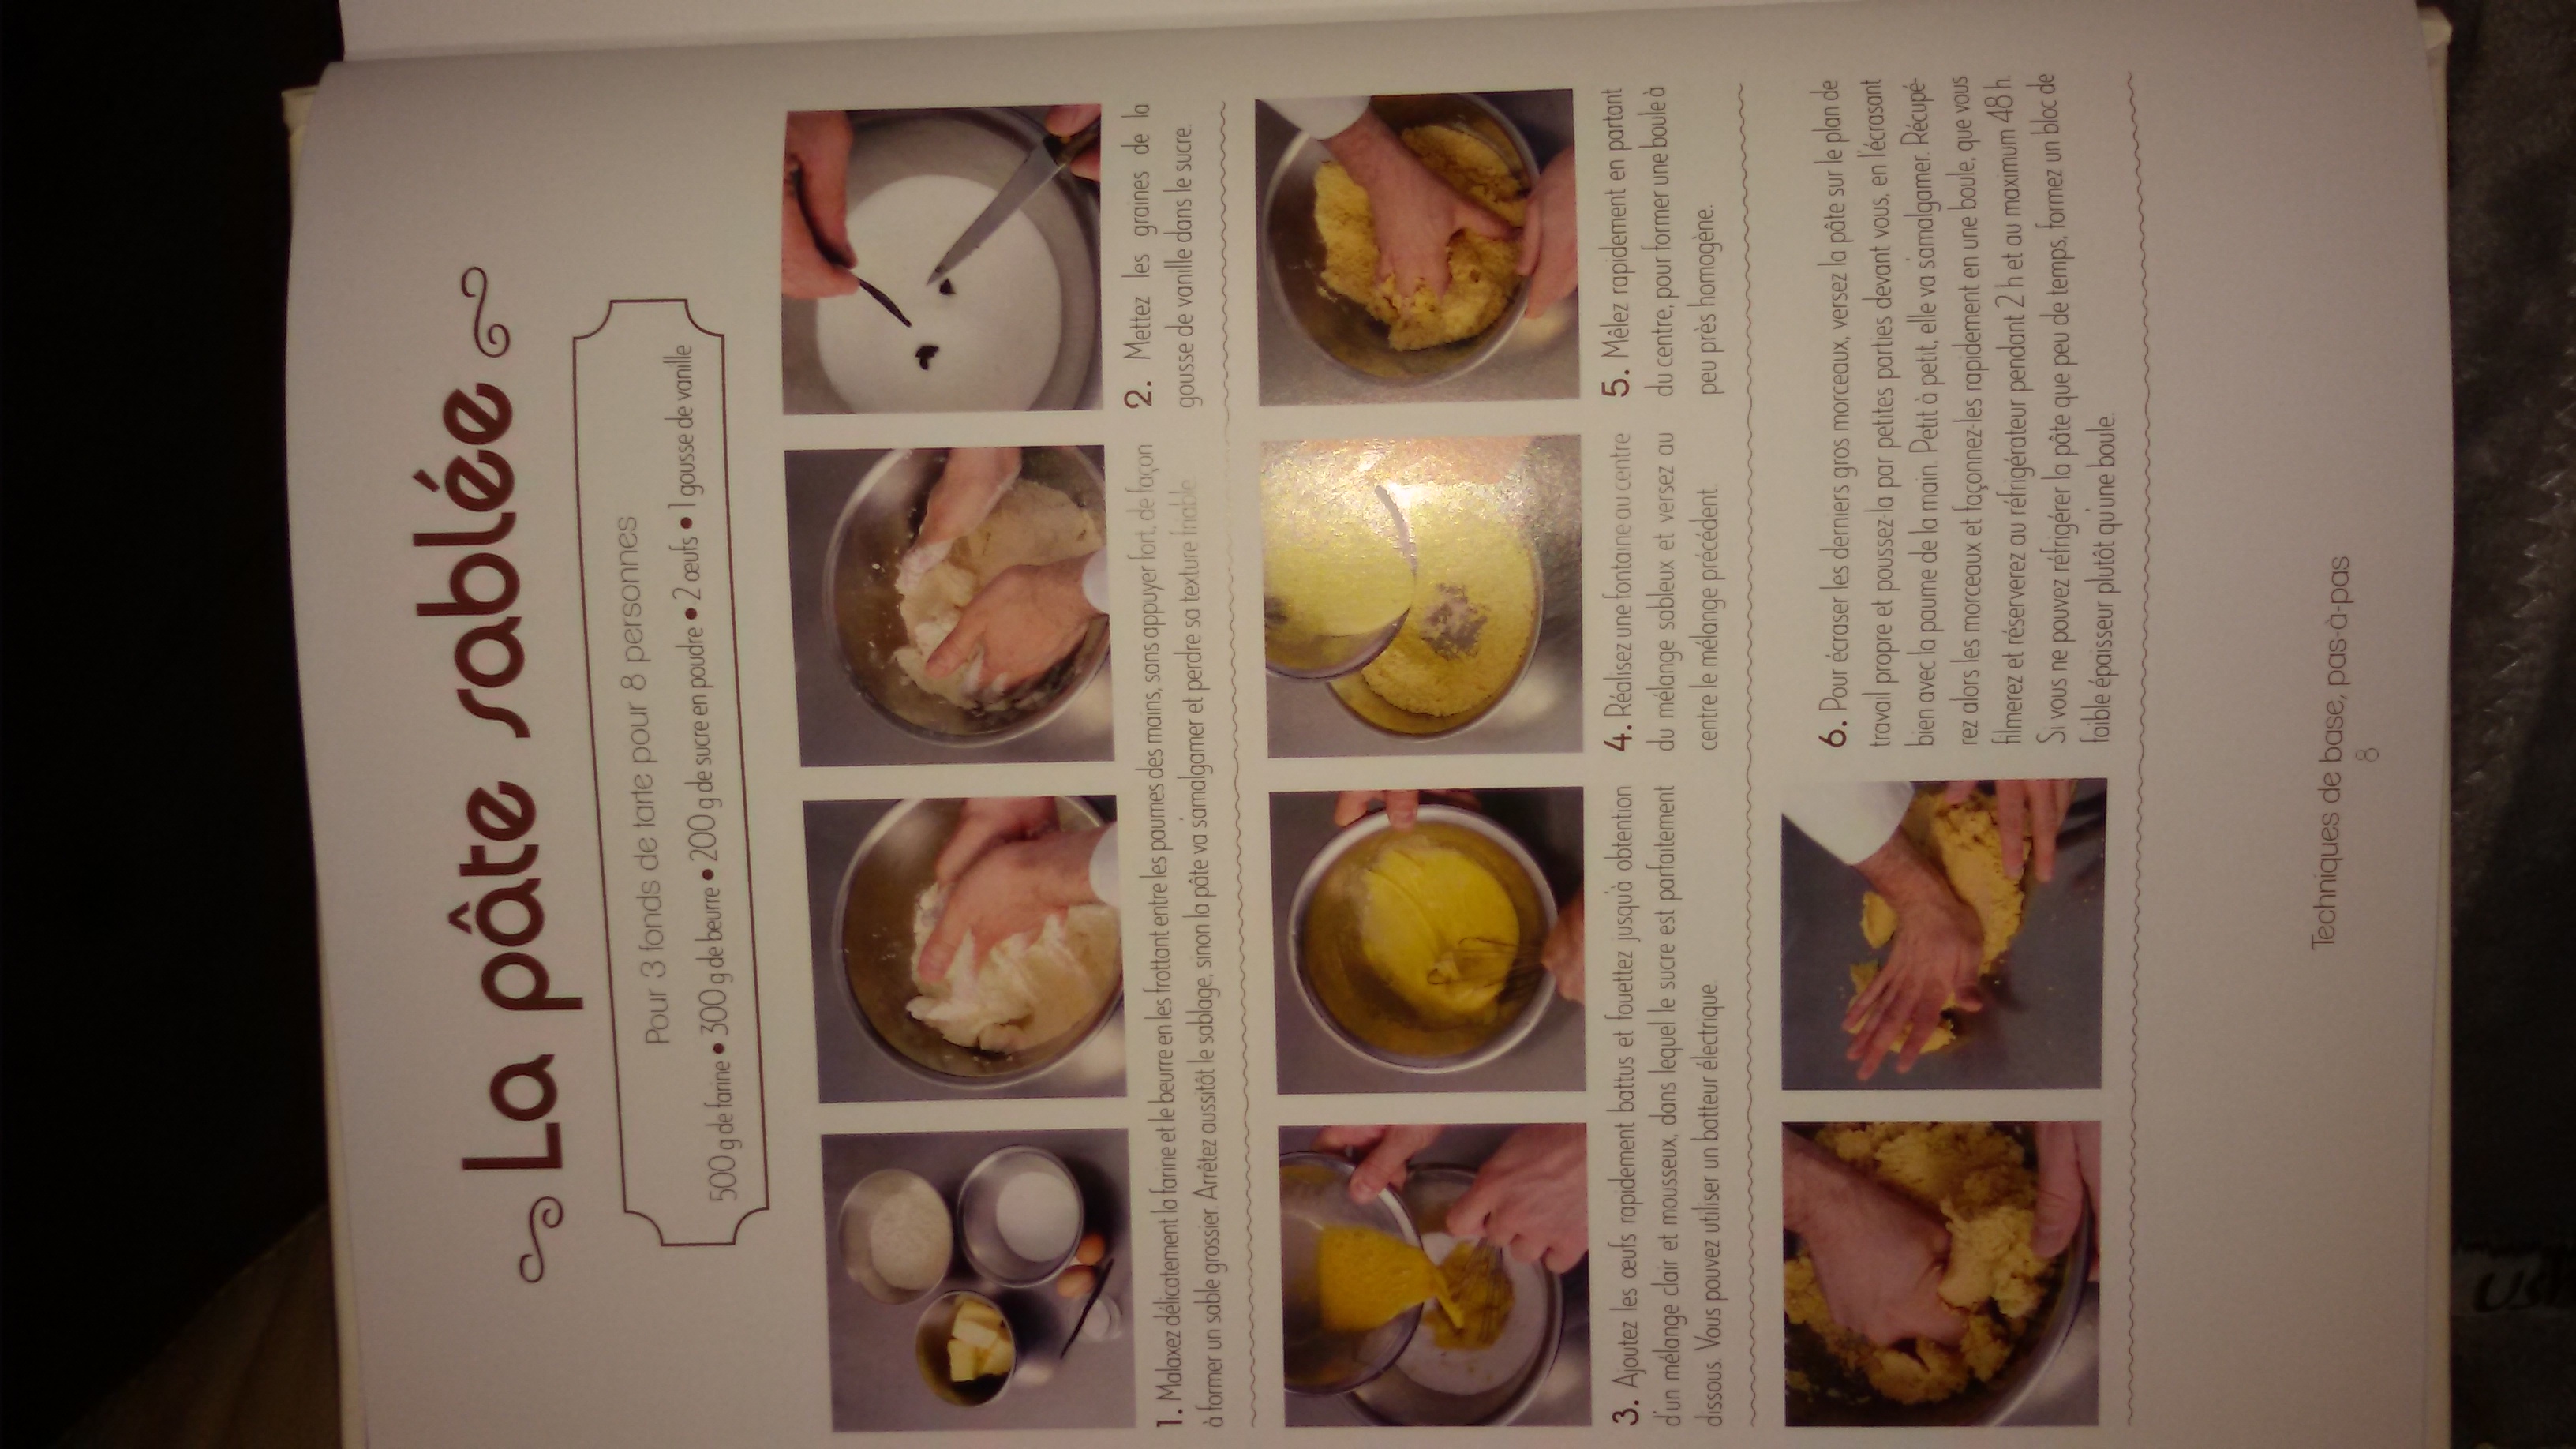 La pâte sablée
Pour 3 fonds de tarte pour 8 personnes
500 g de farine • 300 g de beurre • 200 g de sucre en poudre • 2 œufs • 1 gousse de vanille
1. Malaxez délicatement la farine et le beurre en les frottant entre les paumes des mains, sans appuyer fort, de façon
à former un sable grossier. Arrêtez aussitôt le sablage, sinon la pâte va s'amalgamer et perdre sa texture friable.
2. Mettez les graines de la
gousse de vanille dans le sucre.
3. Ajoutez les œufs rapidement battus et fouettez jusqu'à obtention
d'un mélange clair et mousseux, dans lequel le sucre est parfaitement
dissous. Vous pouvez utiliser un batteur électrique.
4. Réalisez une fontaine au centre
du mélange sableux et versez au
centre le mélange précédent.
5. Mêlez rapidement en partant
du centre, pour former une boule à
peu près homogène.
6. Pour écraser les derniers gros morceaux, versez la pâte sur le plan de
travail propre et poussez-la par petites parties devant vous, en l'écrasant
bien avec la paume de la main. Petit à petit, elle va s'amalgamer. Récupé-
rez alors les morceaux et façonnez-les rapidement en une boule, que vous
filmerez et réserverez au réfrigérateur pendant 2 h et au maximum 48 h.
Si vous ne pouvez réfrigérer la pâte que peu de temps, formez un bloc de
faible épaisseur plutôt qu'une boule.
Techniques de base, pas-à-pas
8